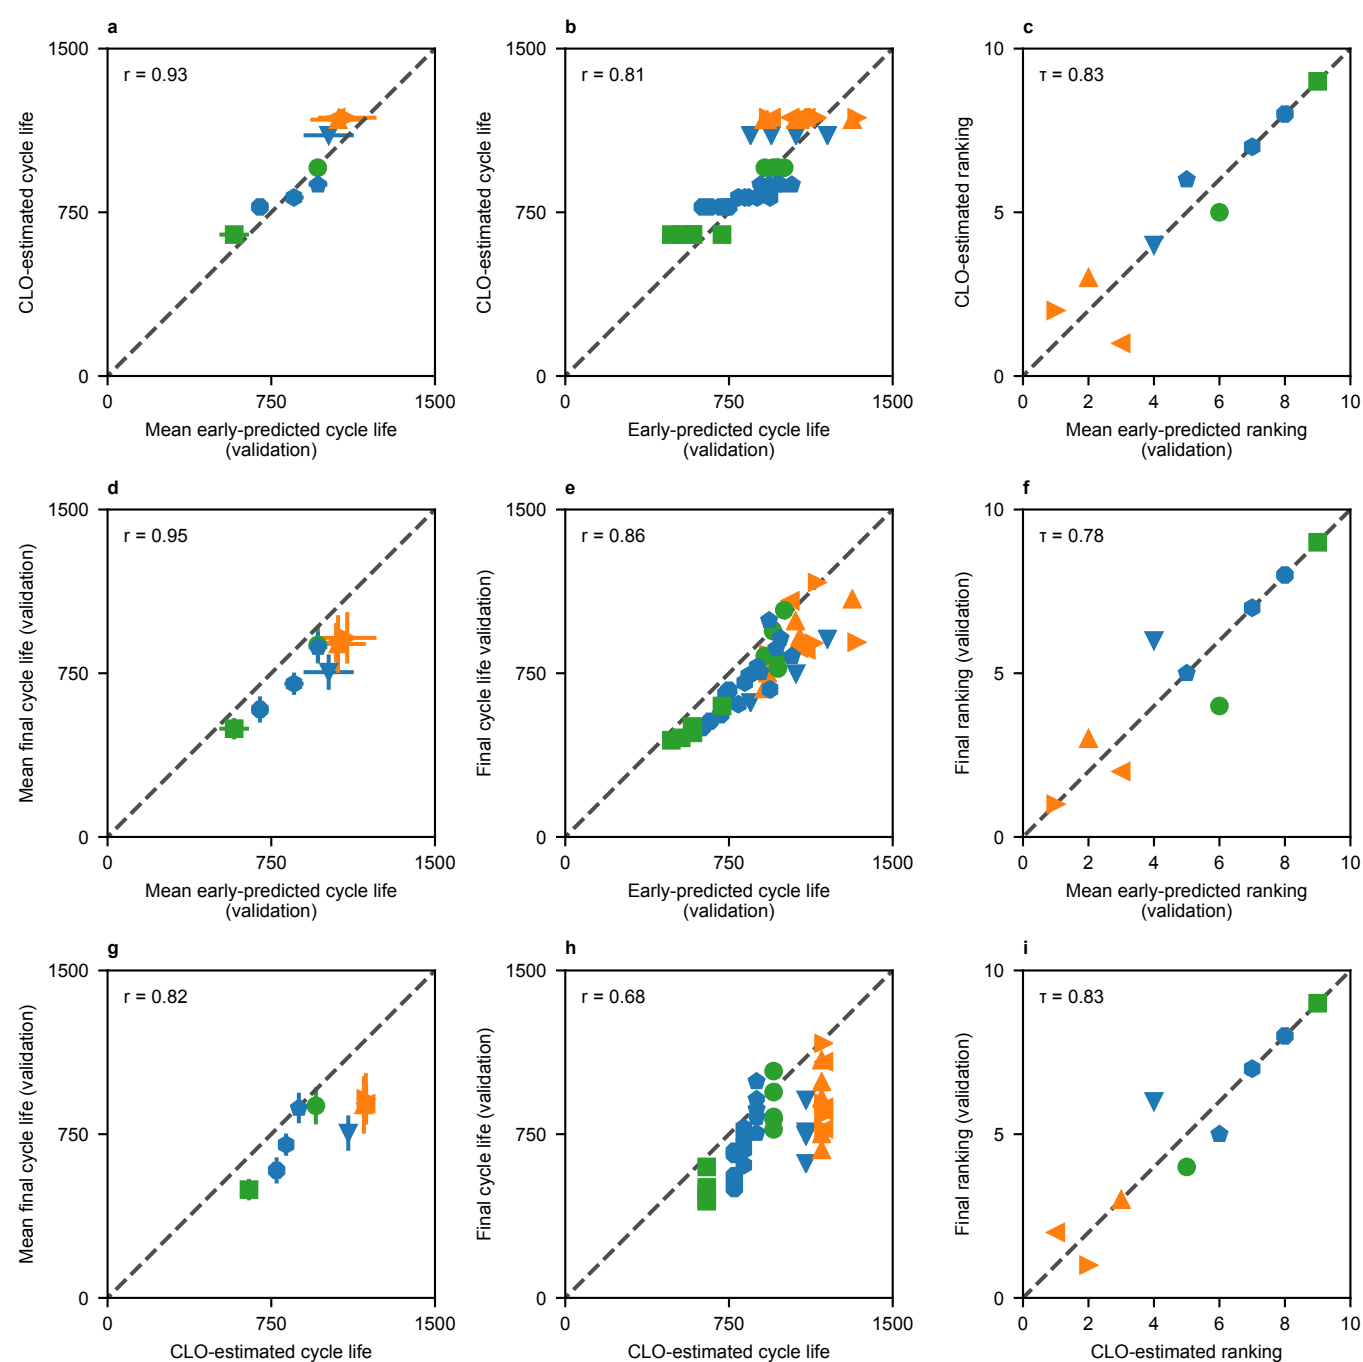 a
1500
750
0
r = 0.93
CLO-estimated cycle life
0
750
1500
Mean early-predicted cycle life
(validation)
b
1500
750
0
r = 0.81
CLO-estimated cycle life
0
750
1500
Early-predicted cycle life
(validation)
c
10
5
0
τ = 0.83
CLO-estimated ranking
0
2
4
6
8
10
Mean early-predicted ranking
(validation)
d
1500
750
0
r = 0.95
Mean final cycle life (validation)
0
750
1500
Mean early-predicted cycle life
(validation)
e
1500
750
0
r = 0.86
Final cycle life validation)
0
750
1500
Early-predicted cycle life
(validation)
f
10
5
0
τ = 0.78
Final ranking (validation)
0
2
4
6
8
10
Mean early-predicted ranking
(validation)
g
1500
750
0
r = 0.82
Mean final cycle life (validation)
0
750
1500
CLO-estimated cycle life
h
1500
750
0
r = 0.68
Final cycle life (validation)
0
750
1500
CLO-estimated cycle life
i
10
5
0
τ = 0.83
Final ranking (validation)
0
2
4
6
8
10
CLO-estimated ranking